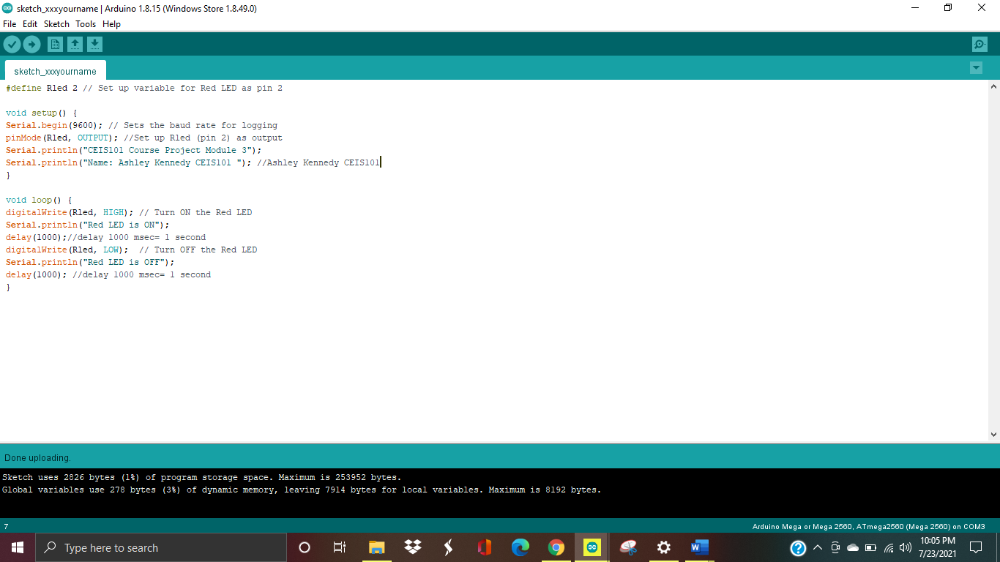 sketch_xxxyourname | Arduino 1.8.15 (Windows Store 1.8.49.0)
File Edit Sketch Tools Help
sketch_xxxyourname
#define Rled 2 // Set up variable for Red LED as pin 2
void setup() {
Serial.begin(9600); // Sets the baud rate for logging
pinMode(Rled, OUTPUT); //Set up Rled (pin 2) as output
Serial.println("CEIS101 Course Project Module 3");
Serial.println("Name: Ashley Kennedy CEIS101 "); //Ashley Kennedy CEIS101
}
void loop() {
digitalWrite(Rled, HIGH); // Turn ON the Red LED
Serial.println("Red LED is ON");
delay(1000);//delay 1000 msec= 1 second
digitalWrite(Rled, LOW);  // Turn OFF the Red LED
Serial.println("Red LED is OFF");
delay(1000); //delay 1000 msec= 1 second
}
Done uploading.
Sketch uses 2826 bytes (1%) of program storage space. Maximum is 253952 bytes.
Global variables use 278 bytes (3%) of dynamic memory, leaving 7914 bytes for local variables. Maximum is 8192 bytes.
7 Arduino Mega or Mega 2560, ATmega2560 (Mega 2560) on COM3
Type here to search
10:05 PM
7/23/2021